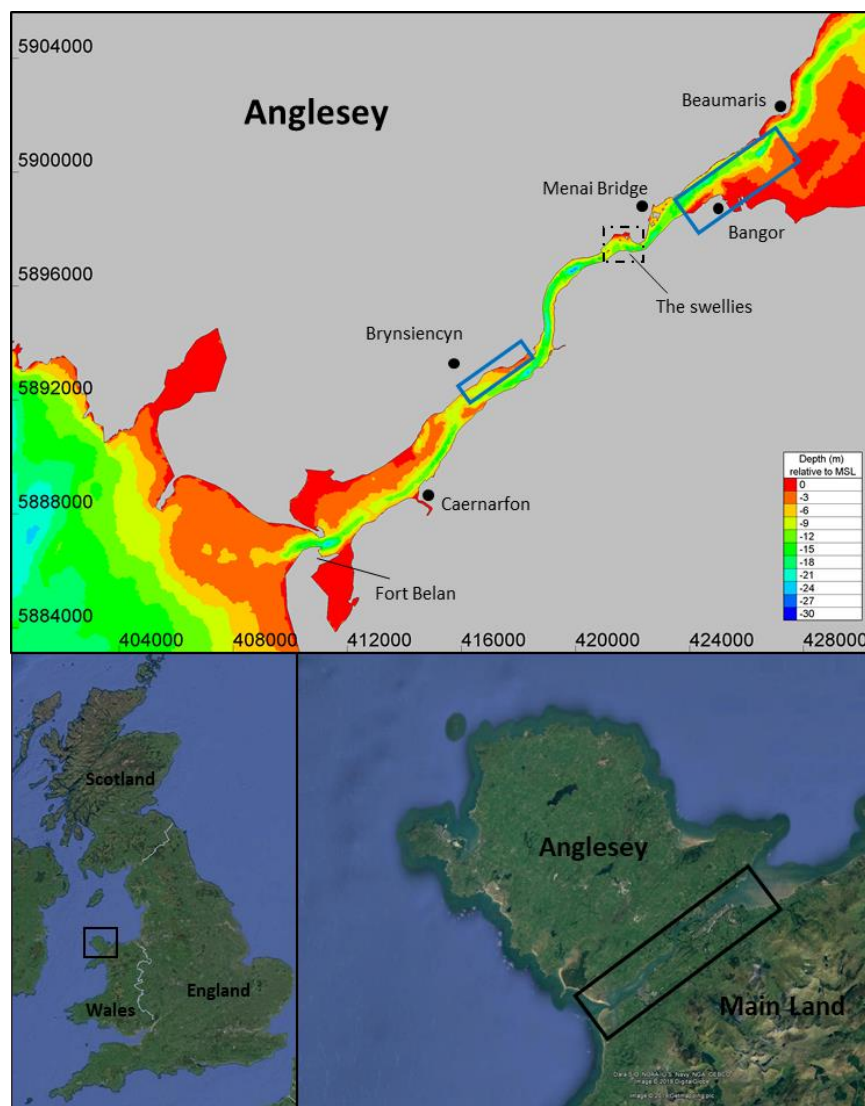 5904000
Anglesey
Beaumaris
5900000
Menai Bridge
Bangor
5896000
The swellies
Brynsiencyn
5892000
Depth (m)
relative to MSL
0
-3
-6
-9
-12
-15
-18
-21
-24
-27
-30
5888000
Caernarfon
Fort Belan
5884000
404000
408000
412000
416000
420000
424000
428000
Scotland
Wales
England
Anglesey
Main Land